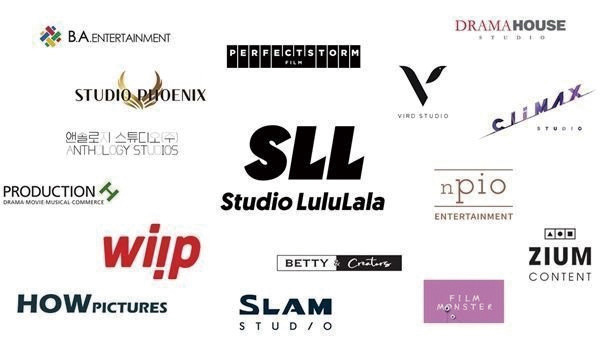 B.A.ENTERTAINMENT
PERFECTSTORM
FILM
DRAMAHOUSE
STUDIO
STUDIO PHOENIX
VIRD STUDIO
CLiMAX
STUDIO
앤솔로지 스튜디오(주)
ANTHOLOGY STUDIOS
SLL
Studio LuluLala
PRODUCTION H
DRAMA·MOVIE·MUSICAL·COMMERCE
npio
ENTERTAINMENT
wiip
BETTY & Creators
ZIUM
CONTENT
HOW PICTURES
SLAM
STUDIO
FILM
MONSTER